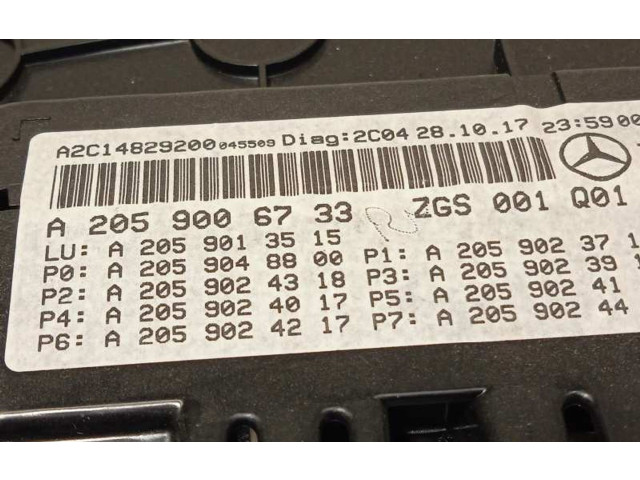 A2C14829200 045509 Diag:2C04 28.10.17 23:59 00
A 205 900 67 33 ZGS 001 Q01
LU: A 205 901 35 15
P0: A 205 904 88 00 P1: A 205 902 37 1
P2: A 205 902 43 18 P3: A 205 902 39 1
P4: A 205 902 40 17 P5: A 205 902 41
P6: A 205 902 42 17 P7: A 205 902 44